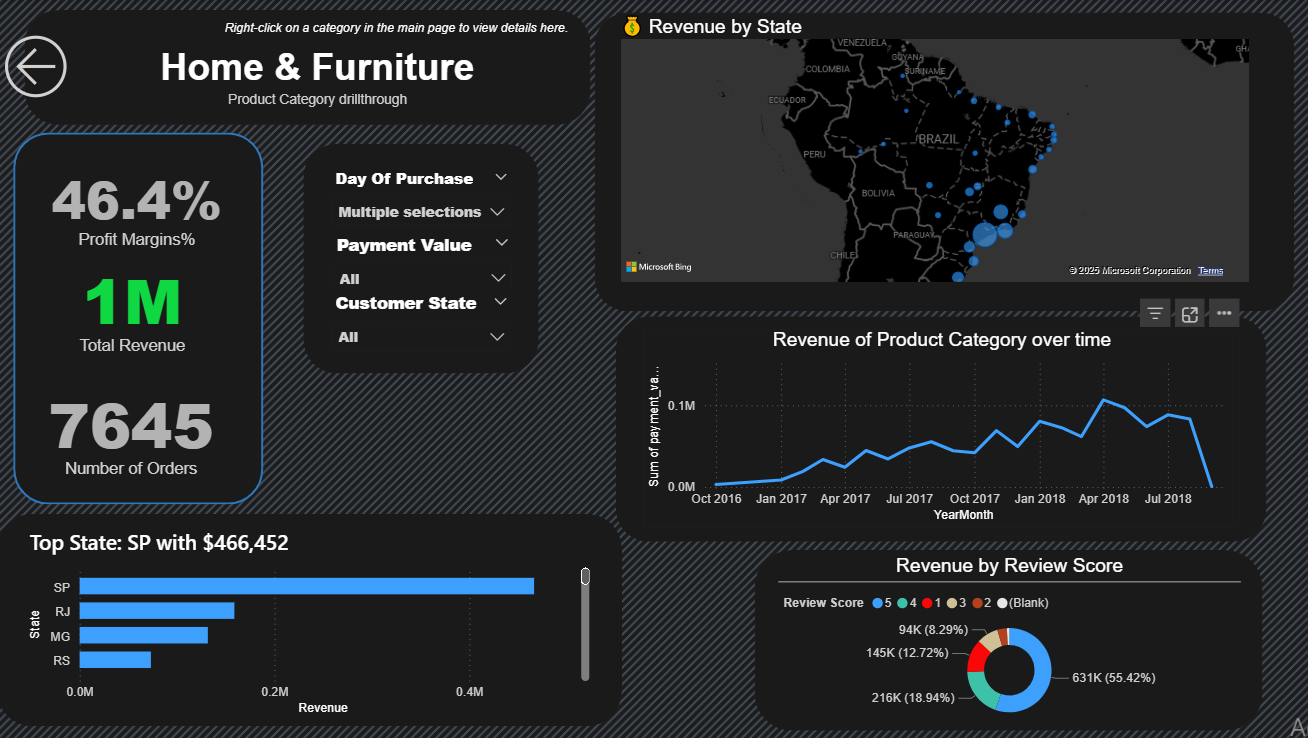 Right-click on a category in the main page to view details here.
Home & Furniture
Product Category drillthrough
46.4%
Profit Margins%
1M
Total Revenue
7645
Number of Orders
Day Of Purchase
Multiple selections
Payment Value
All
Customer State
All
💰 Revenue by State
VENEZUELA
GUYANA
SURINAME
COLOMBIA
GHA
ECUADOR
BRAZIL
PERU
BOLIVIA
PARAGUAY
CHILE
Microsoft Bing
© 2025 Microsoft Corporation Terms
Revenue of Product Category over time
Sum of payment_va...
0.1M
0.0M
Oct 2016 Jan 2017 Apr 2017 Jul 2017 Oct 2017 Jan 2018 Apr 2018 Jul 2018
YearMonth
Top State: SP with $466,452
State
SP
RJ
MG
RS
0.0M 0.2M 0.4M
Revenue
Revenue by Review Score
Review Score 5 4 1 3 2 (Blank)
94K (8.29%)
145K (12.72%)
216K (18.94%)
631K (55.42%)
A